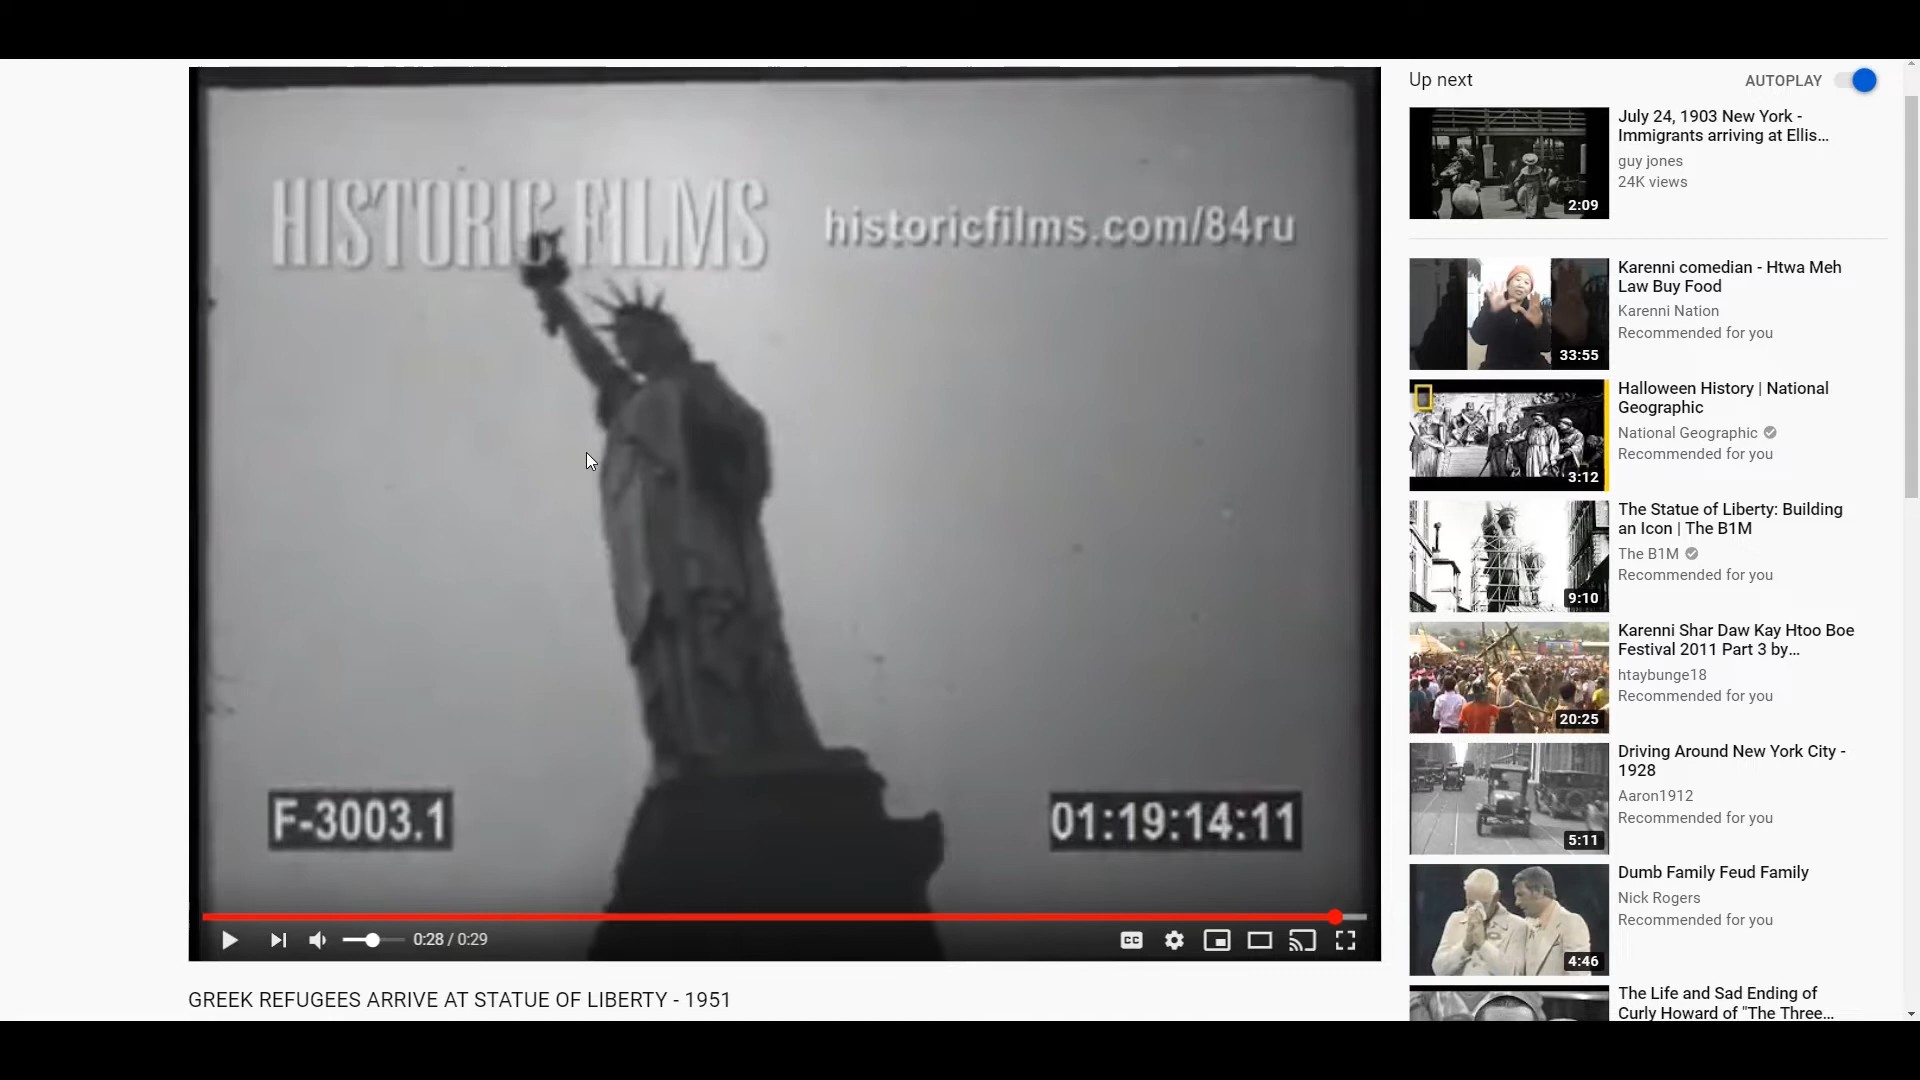 HISTORIC FILMS
historicfilms.com/84ru
F-3003.1
01:19:14:11
0:28 / 0:29
CC
GREEK REFUGEES ARRIVE AT STATUE OF LIBERTY - 1951
Up next
AUTOPLAY
2:09
July 24, 1903 New York -
Immigrants arriving at Ellis...
guy jones
24K views
33:55
Karenni comedian - Htwa Meh
Law Buy Food
Karenni Nation
Recommended for you
3:12
Halloween History | National
Geographic
National Geographic
Recommended for you
9:10
The Statue of Liberty: Building
an Icon | The B1M
The B1M
Recommended for you
20:25
Karenni Shar Daw Kay Htoo Boe
Festival 2011 Part 3 by...
htaybunge18
Recommended for you
5:11
Driving Around New York City -
1928
Aaron1912
Recommended for you
4:46
Dumb Family Feud Family
Nick Rogers
Recommended for you
The Life and Sad Ending of
Curly Howard of "The Three...